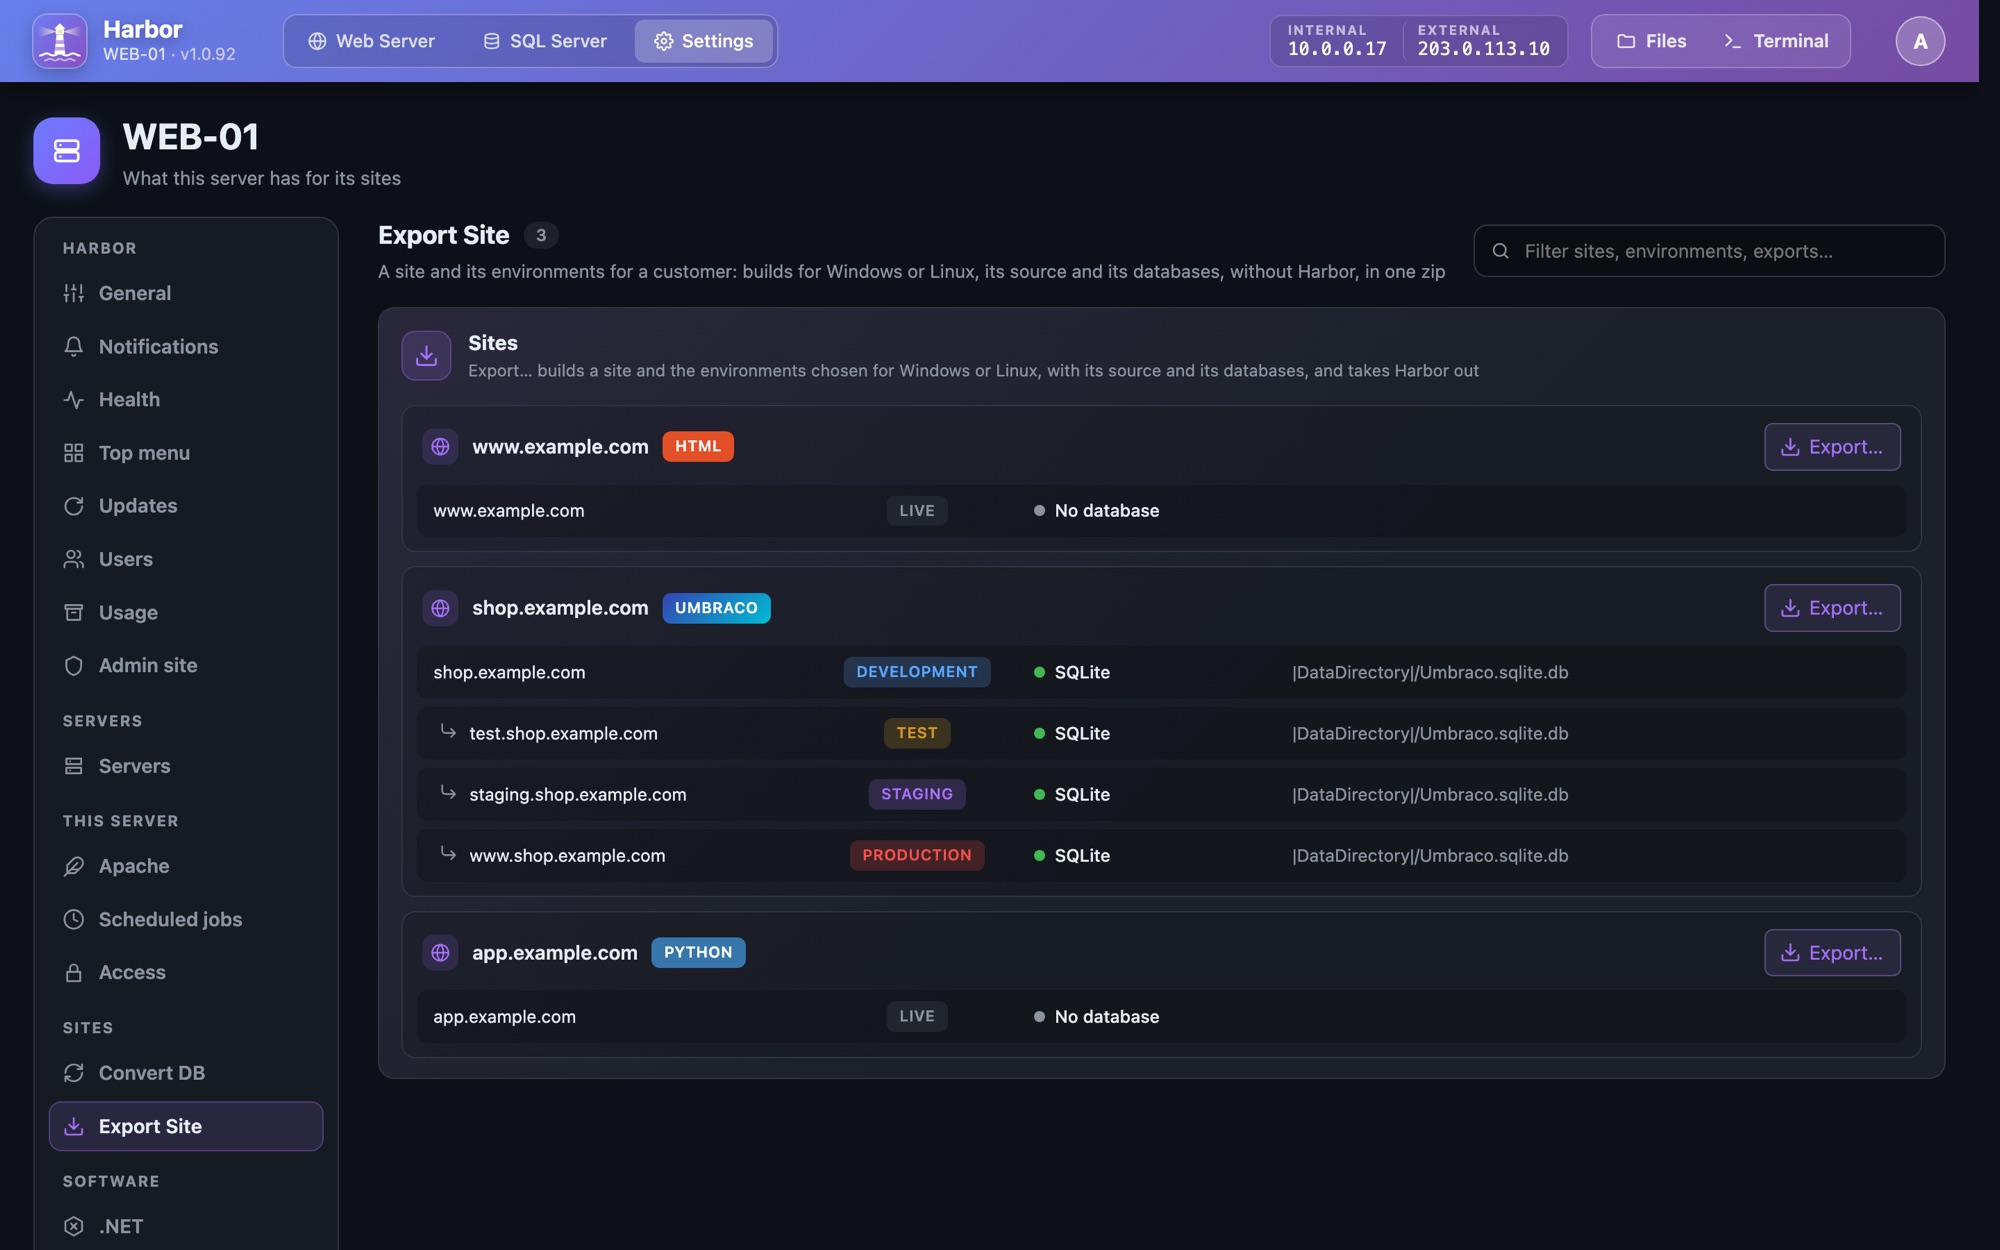 Harbor
WEB-01 · v1.0.92
Web Server
SQL Server
Settings
INTERNAL
10.0.0.17
EXTERNAL
203.0.113.10
Files
Terminal
A
WEB-01
What this server has for its sites
HARBOR
General
Notifications
Health
Top menu
Updates
Users
Usage
Admin site
SERVERS
Servers
THIS SERVER
Apache
Scheduled jobs
Access
SITES
Convert DB
Export Site
SOFTWARE
.NET
Export Site 3
A site and its environments for a customer: builds for Windows or Linux, its source and its databases, without Harbor, in one zip
Filter sites, environments, exports...
Sites
Export... builds a site and the environments chosen for Windows or Linux, with its source and its databases, and takes Harbor out
www.example.com HTML Export...
www.example.com LIVE No database
shop.example.com UMBRACO Export...
shop.example.com DEVELOPMENT SQLite |DataDirectory|/Umbraco.sqlite.db
test.shop.example.com TEST SQLite |DataDirectory|/Umbraco.sqlite.db
staging.shop.example.com STAGING SQLite |DataDirectory|/Umbraco.sqlite.db
www.shop.example.com PRODUCTION SQLite |DataDirectory|/Umbraco.sqlite.db
app.example.com PYTHON Export...
app.example.com LIVE No database